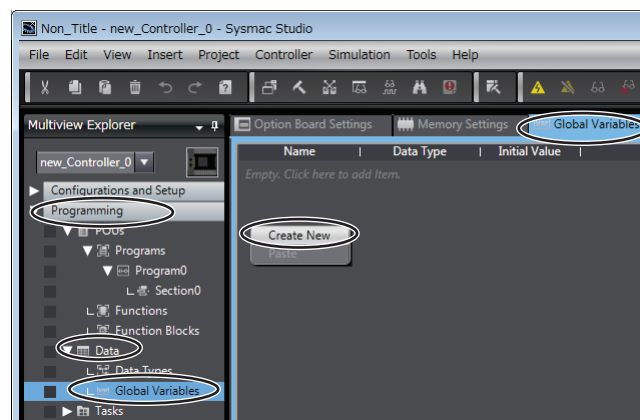 Non_Title - new_Controller_0 - Sysmac Studio
File Edit View Insert Project Controller Simulation Tools Help
Multiview Explorer
Option Board Settings Memory Settings Global Variables
new_Controller_0
Name | Data Type | Initial Value |
Configurations and Setup
Empty. Click here to add Item.
Programming
POUs
Create New
Programs
Paste
Program0
Section0
Functions
Function Blocks
Data
Data Types
Global Variables
Tasks